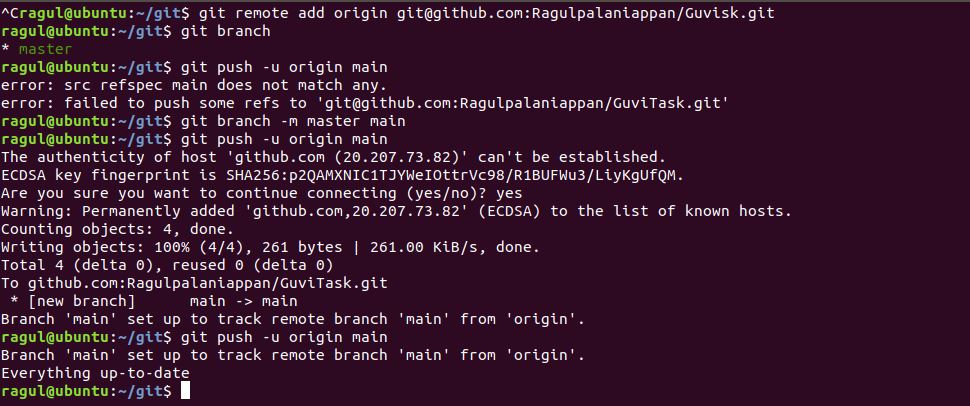 ^Cragul@ubuntu:~/git$ git remote add origin git@github.com:Ragulpalaniappan/Guvisk.git
ragul@ubuntu:~/git$ git branch
* master
ragul@ubuntu:~/git$ git push -u origin main
error: src refspec main does not match any.
error: failed to push some refs to 'git@github.com:Ragulpalaniappan/GuviTask.git'
ragul@ubuntu:~/git$ git branch -m master main
ragul@ubuntu:~/git$ git push -u origin main
The authenticity of host 'github.com (20.207.73.82)' can't be established.
ECDSA key fingerprint is SHA256:p2QAMXNIC1TJYWeIOttrVc98/R1BUFWu3/LiyKgUfQM.
Are you sure you want to continue connecting (yes/no)? yes
Warning: Permanently added 'github.com,20.207.73.82' (ECDSA) to the list of known hosts.
Counting objects: 4, done.
Writing objects: 100% (4/4), 261 bytes | 261.00 KiB/s, done.
Total 4 (delta 0), reused 0 (delta 0)
To github.com:Ragulpalaniappan/GuviTask.git
 * [new branch]      main -> main
Branch 'main' set up to track remote branch 'main' from 'origin'.
ragul@ubuntu:~/git$ git push -u origin main
Branch 'main' set up to track remote branch 'main' from 'origin'.
Everything up-to-date
ragul@ubuntu:~/git$